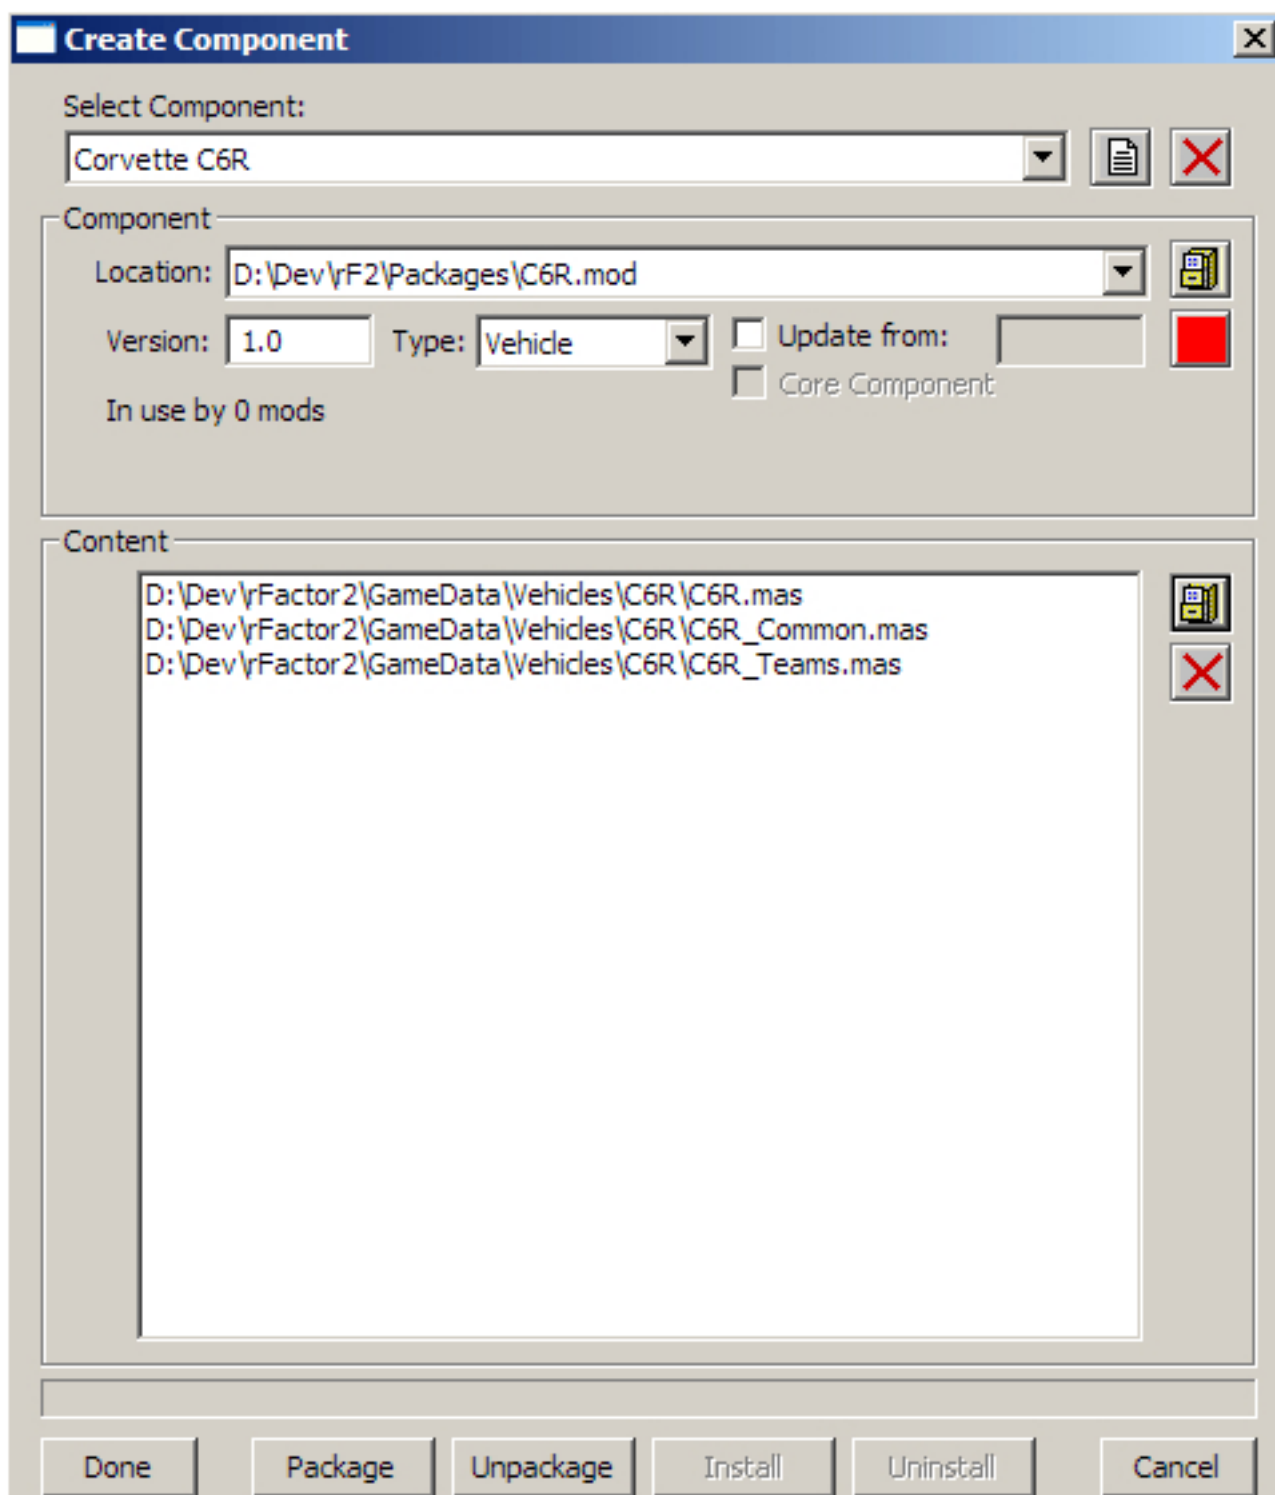 Create Component
Select Component:
Corvette C6R
Component
Location: D:\Dev\rF2\Packages\C6R.mod
Version: 1.0 Type: Vehicle Update from:
Core Component
In use by 0 mods
Content
D:\Dev\rFactor2\GameData\Vehicles\C6R\C6R.mas
D:\Dev\rFactor2\GameData\Vehicles\C6R\C6R_Common.mas
D:\Dev\rFactor2\GameData\Vehicles\C6R\C6R_Teams.mas
Done Package Unpackage Install Uninstall Cancel